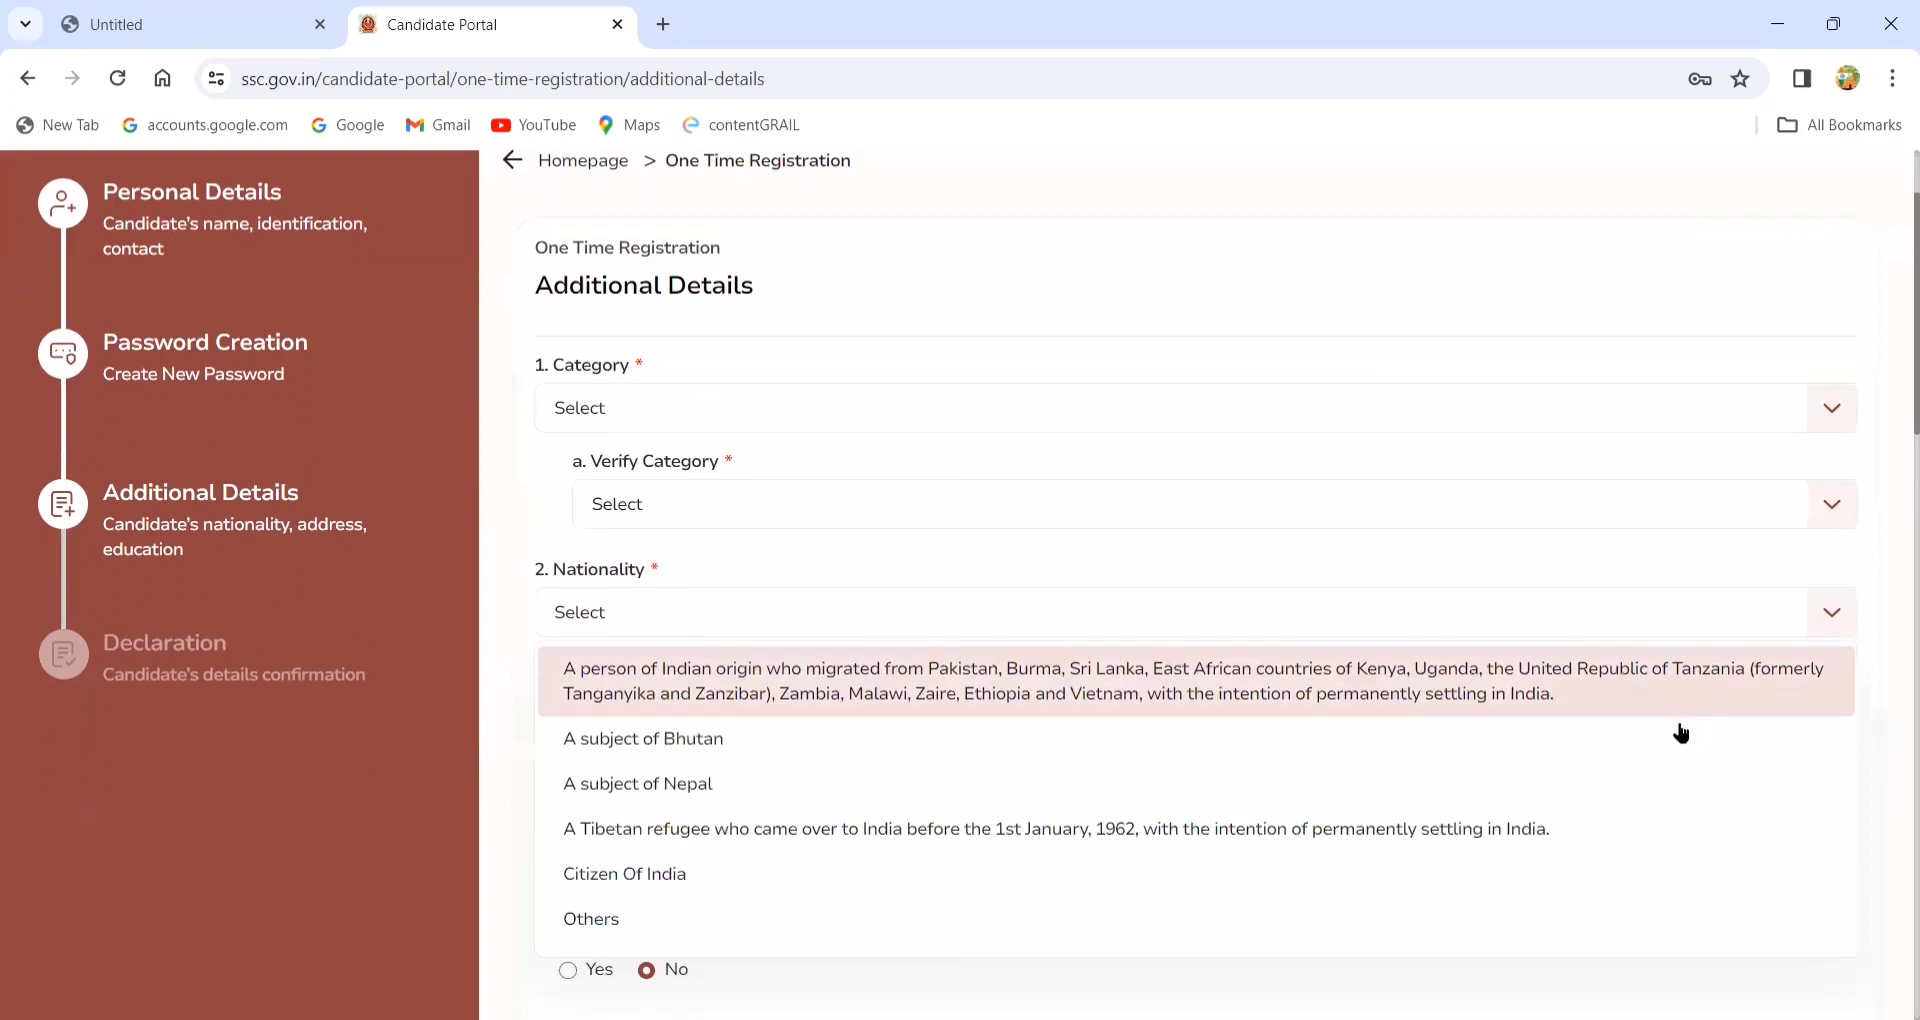 Untitled
Candidate Portal
ssc.gov.in/candidate-portal/one-time-registration/additional-details
New Tab
accounts.google.com
Google
Gmail
YouTube
Maps
contentGRAIL
All Bookmarks
Personal Details
Candidate's name, identification,
contact
Password Creation
Create New Password
Additional Details
Candidate's nationality, address,
education
Declaration
Candidate's details confirmation
Homepage > One Time Registration
One Time Registration
Additional Details
1. Category *
Select
a. Verify Category *
Select
2. Nationality *
Select
A person of Indian origin who migrated from Pakistan, Burma, Sri Lanka, East African countries of Kenya, Uganda, the United Republic of Tanzania (formerly
Tanganyika and Zanzibar), Zambia, Malawi, Zaire, Ethiopia and Vietnam, with the intention of permanently settling in India.
A subject of Bhutan
A subject of Nepal
A Tibetan refugee who came over to India before the 1st January, 1962, with the intention of permanently settling in India.
Citizen Of India
Others
Yes No